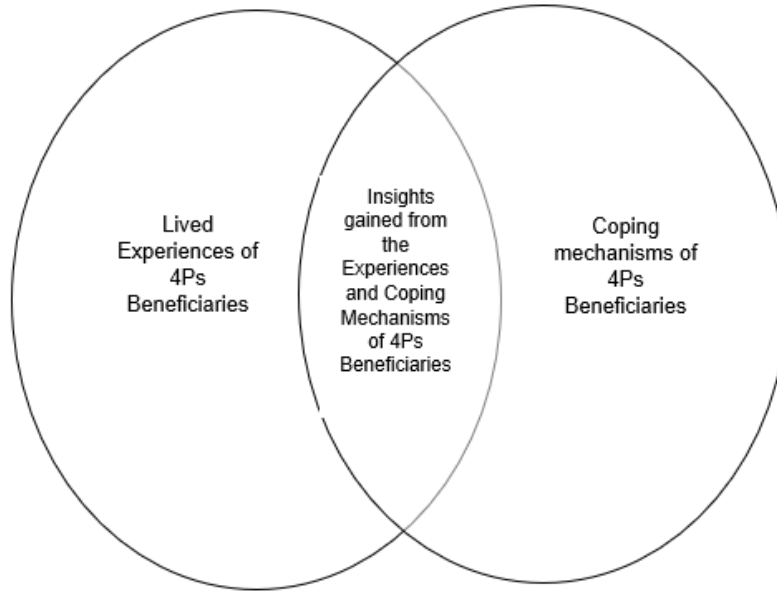 Lived
Experiences of
4Ps
Beneficiaries
Insights
gained from
the
Experiences
and Coping
Mechanisms
of 4Ps
Beneficiaries
Coping
mechanisms of
4Ps
Beneficiaries